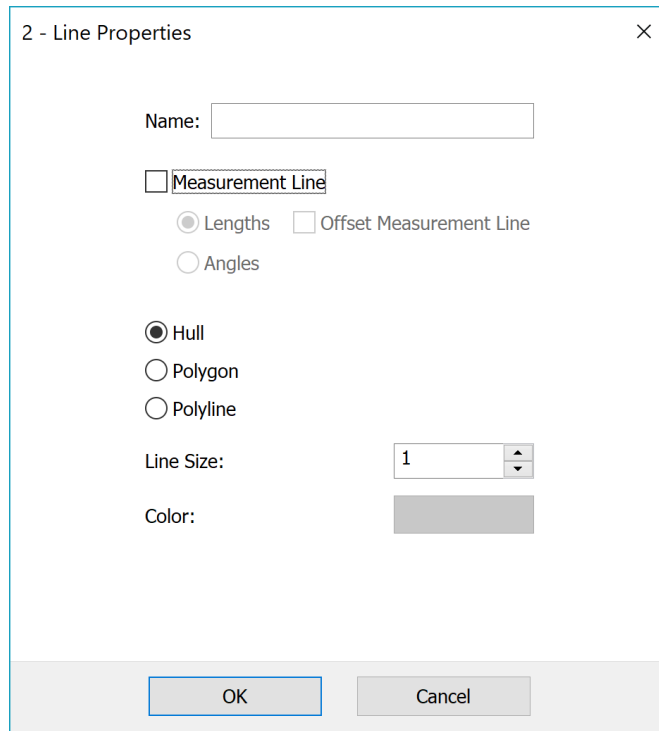 2 - Line Properties
Name:
Measurement Line
Lengths Offset Measurement Line
Angles
Hull
Polygon
Polyline
Line Size: 1
Color:
OK Cancel